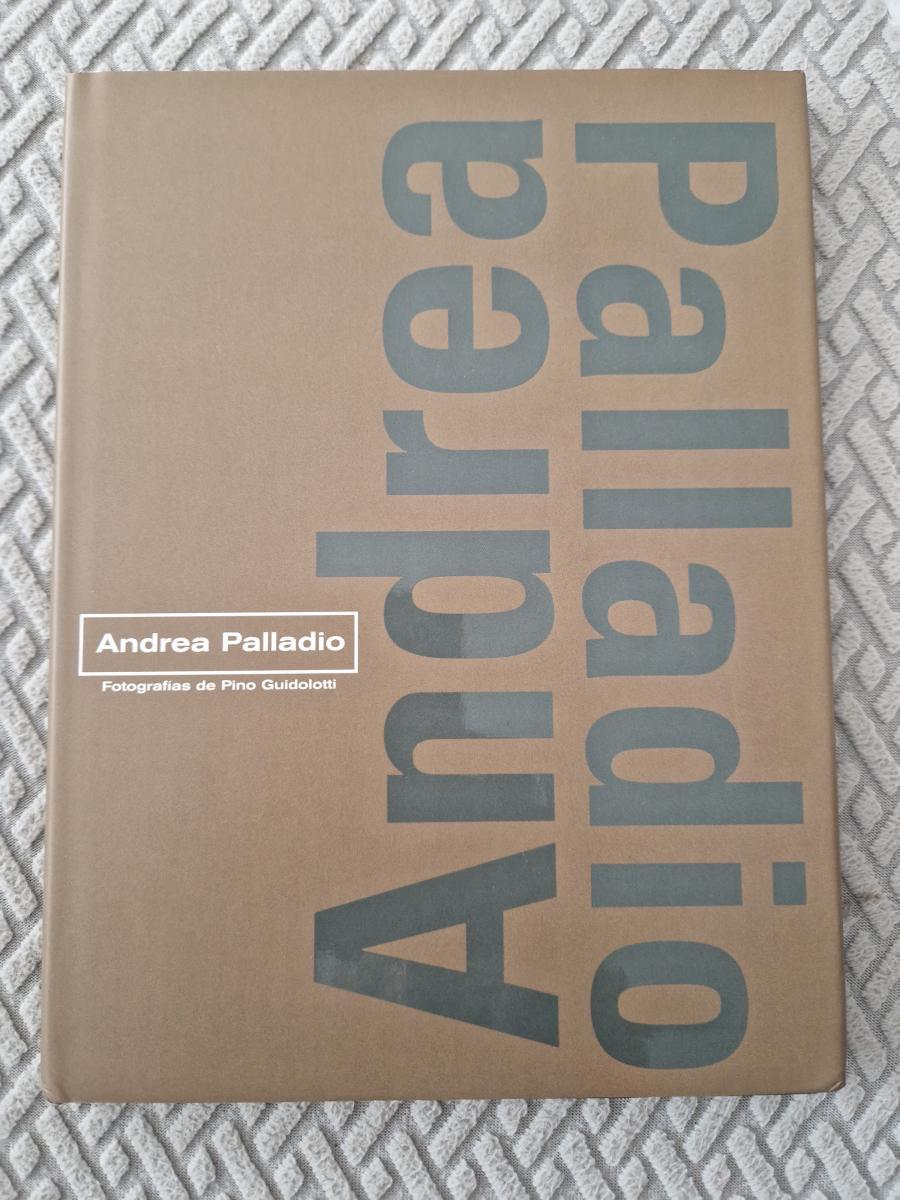 Andrea
Palladio
Andrea Palladio
Fotografías de Pino Guidolotti